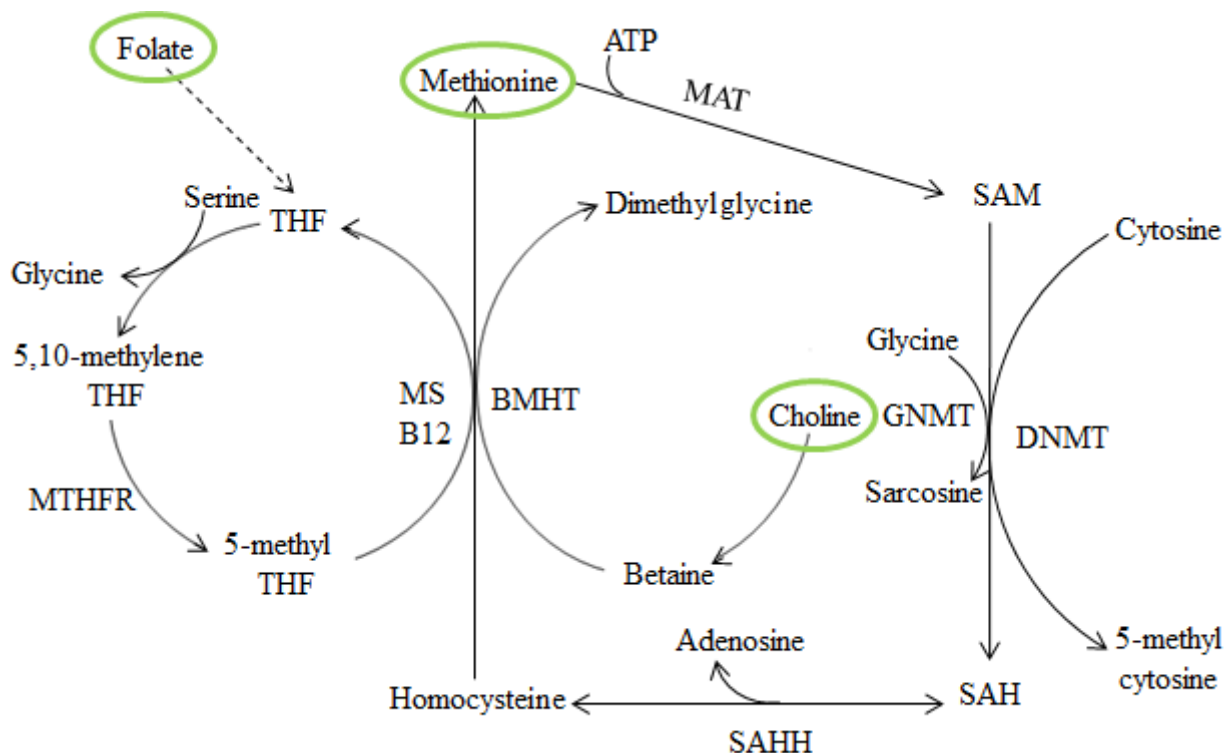 Folate
ATP
Methionine
MAT
Serine
THF
Dimethylglycine
SAM
Cytosine
Glycine
5,10-methylene
THF
MS
B12
BMHT
Glycine
Choline
GNMT
DNMT
MTHFR
Sarcosine
5-methyl
THF
Betaine
Adenosine
5-methyl
cytosine
Homocysteine
SAH
SAHH